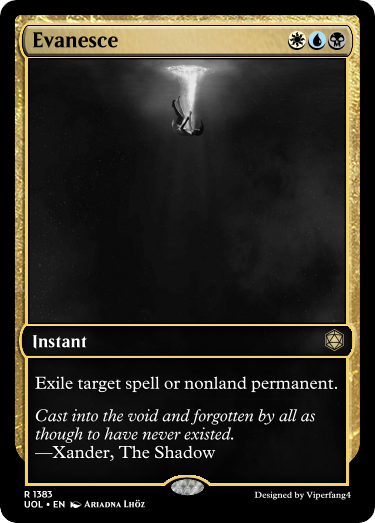 Evanesce
Instant
Exile target spell or nonland permanent.
Cast into the void and forgotten by all as
though to have never existed.
—Xander, The Shadow
R 1383
UOL • EN Ariadna Lhöz
Designed by Viperfang4